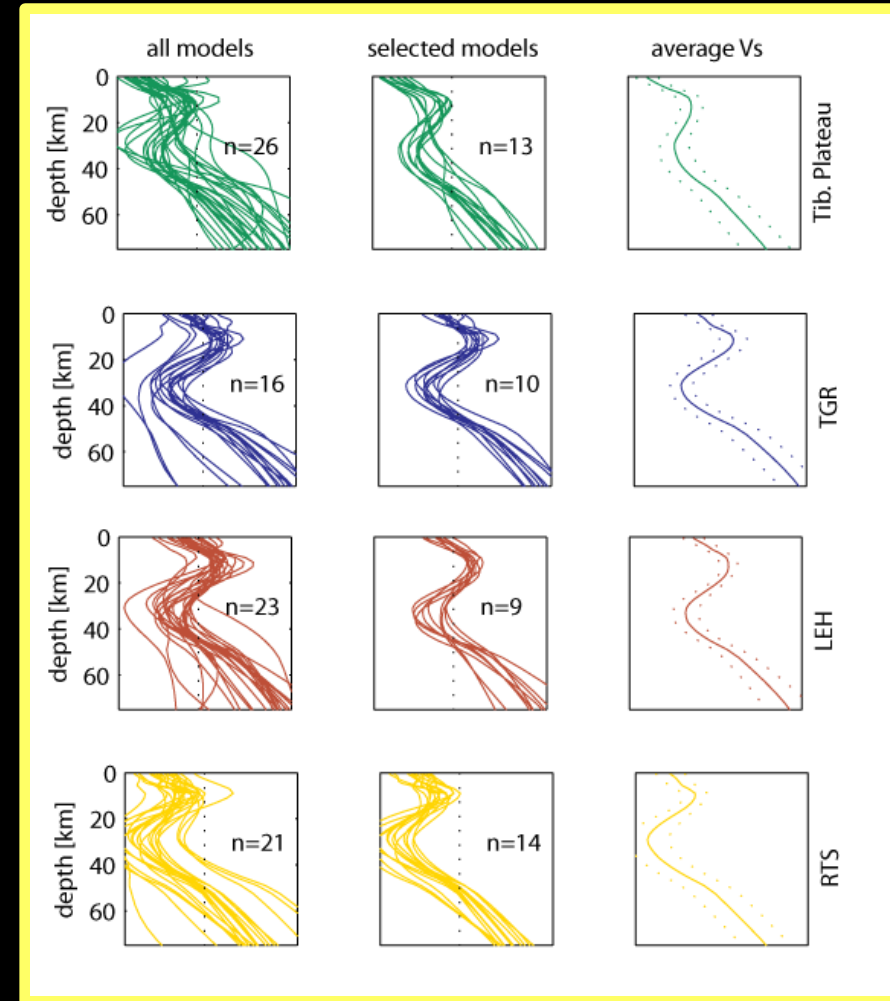 all models selected models average Vs
0
20
40
60
depth [km]
n=26
n=13
Tib. Plateau
0
20
40
60
depth [km]
n=16
n=10
TGR
0
20
40
60
depth [km]
n=23
n=9
LEH
0
20
40
60
depth [km]
n=21
n=14
RTS